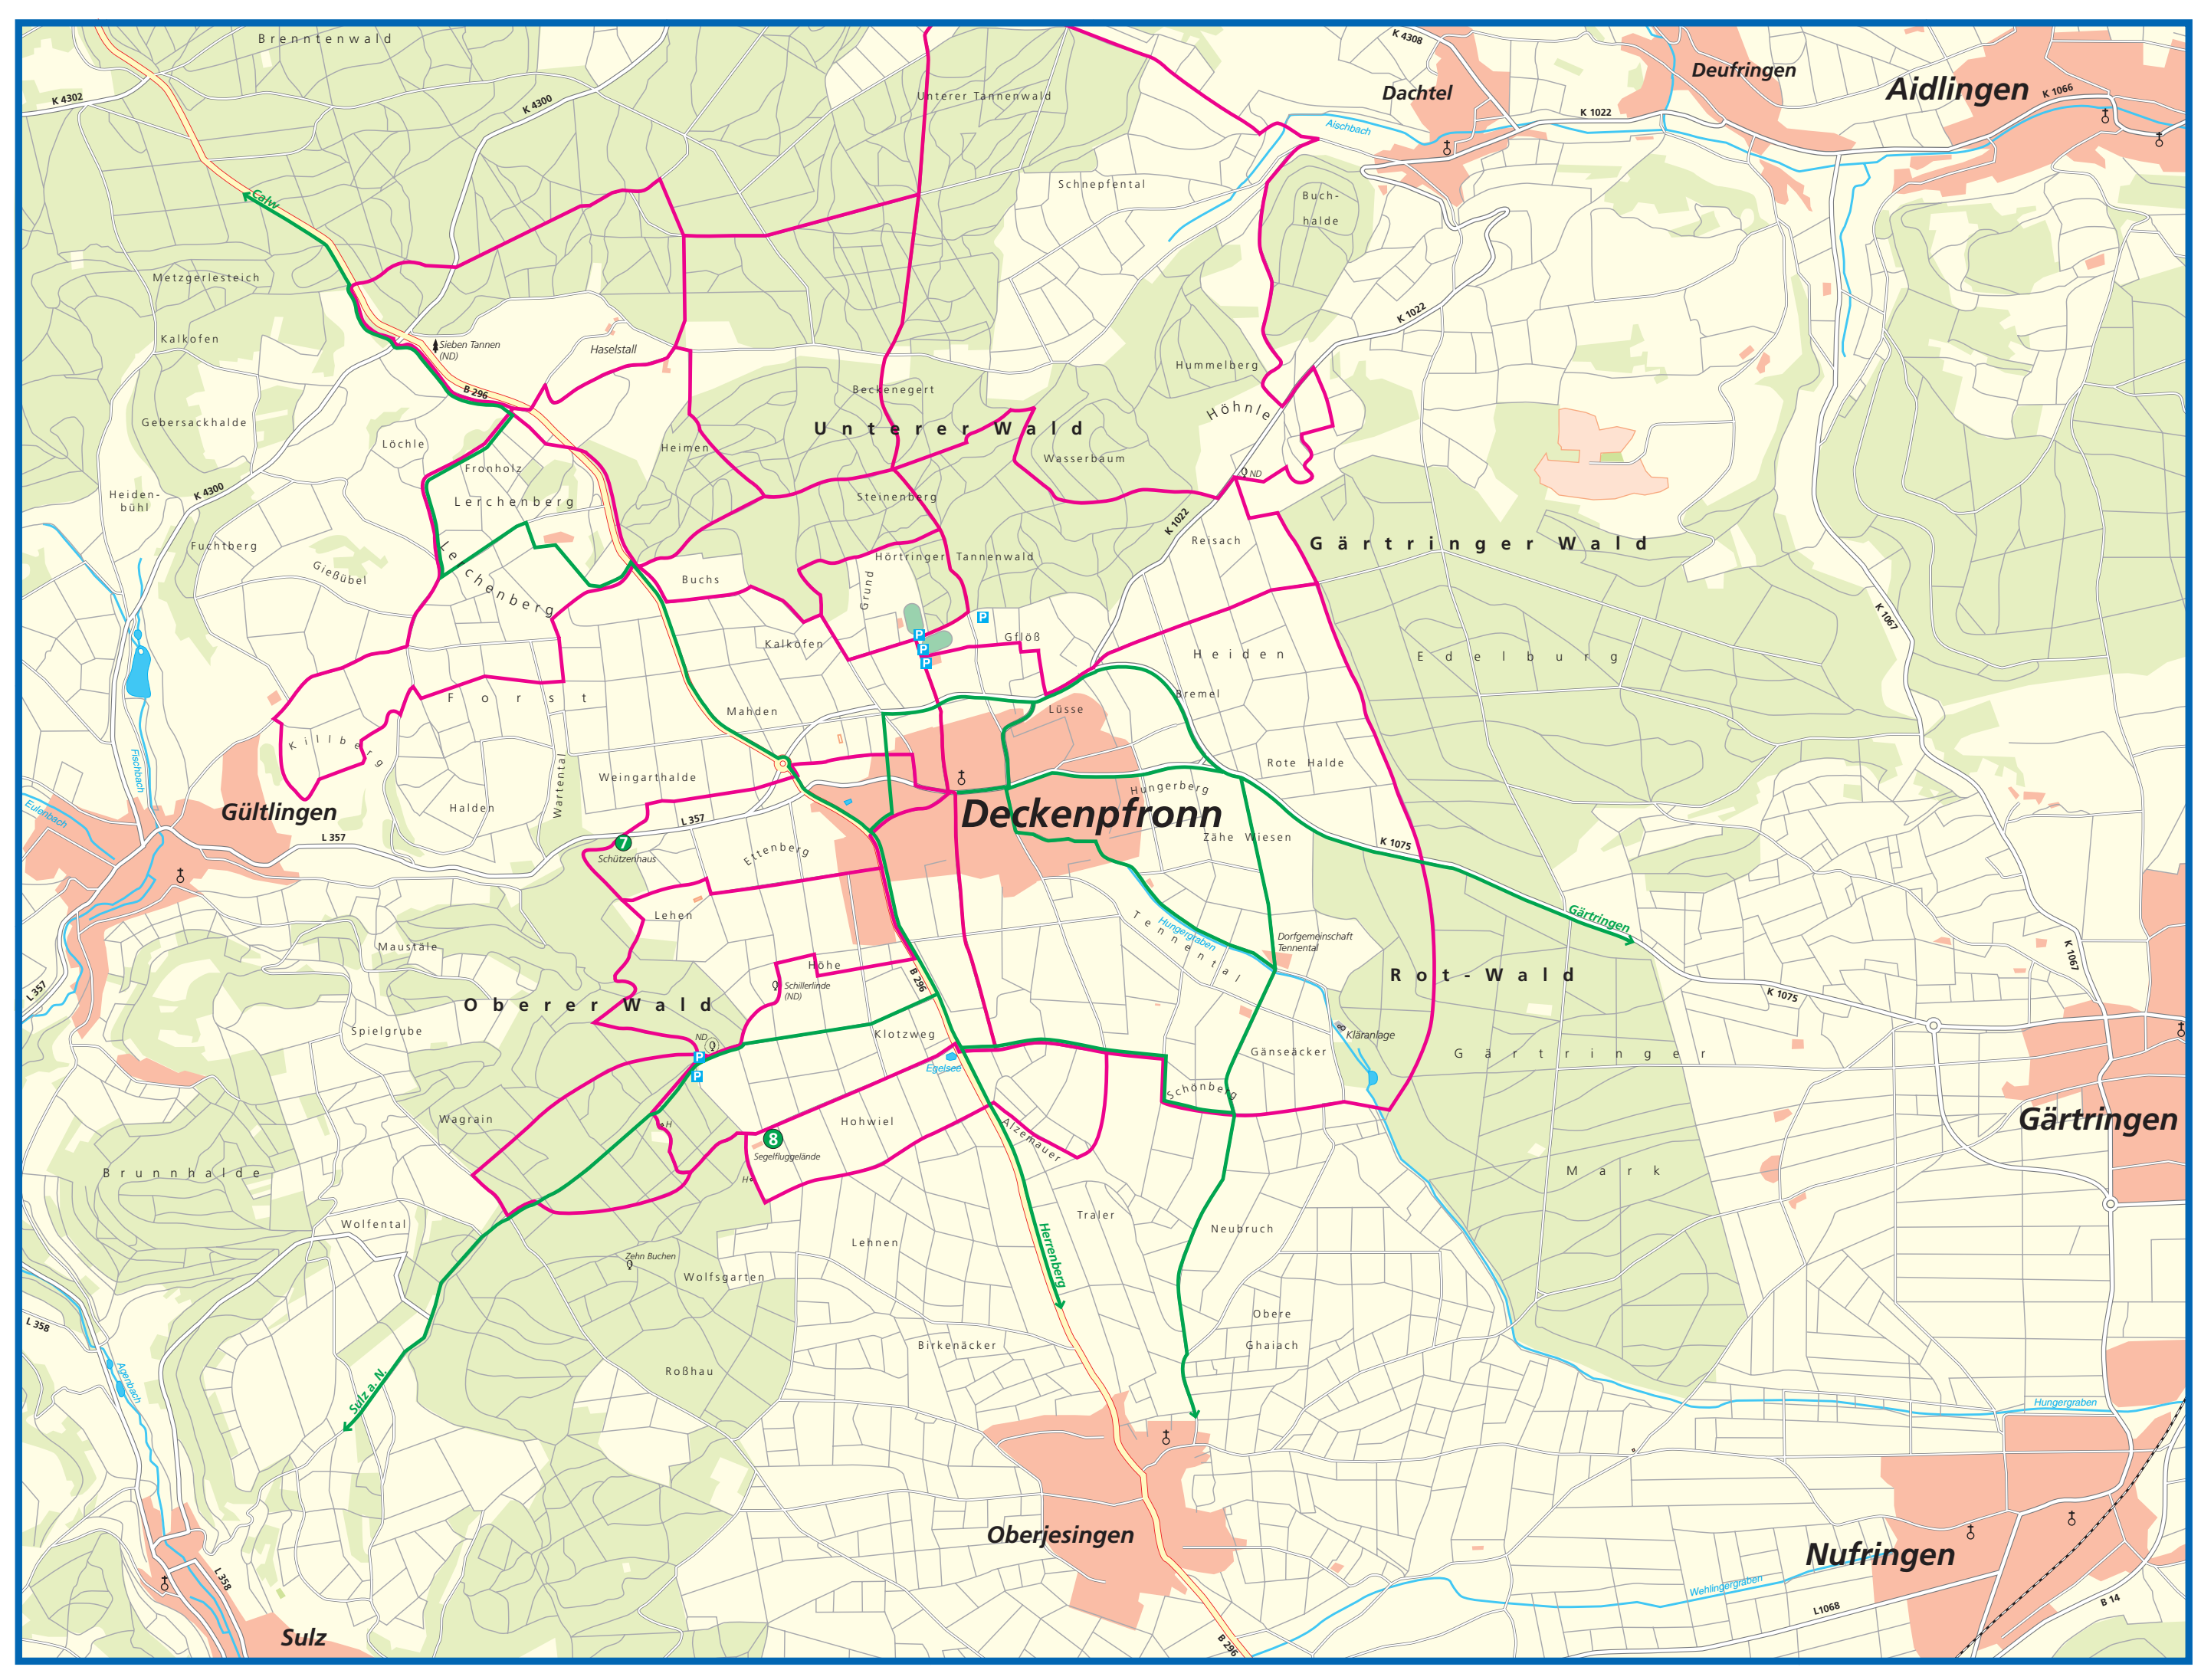 Brenntenwald
K 4302
K 4300
Unterer Tannenwald
K 4308
Dachtel
Deufringen
Aidlingen
K 1066
K 1022
Aischbach
Calw
Schnepfental
Buch-
halde
Metzgerlesteich
Kalkofen
Sieben Tannen
(ND)
Haselstall
K 1022
B 296
Beckenegert
Hummelberg
Höhnle
Gebersackhalde
Löchle
Heimen
Unterer Wald
Wasserbaum
Fronholz
ND
Heiden-
bühl
K 4300
Lerchenberg
Steinenberg
K 1022
Reisach
Gärtringer Wald
Fuchtberg
Gießübel
Lerchenberg
Buchs
Hörtringer Tannenwald
Grund
K 1067
P
P
P
P
Gflöß
Kalkofen
Heiden
Edelburg
Forst
Mahden
Lüsse
Bremel
Killberg
Fischbach
Wartental
Weingarthalde
Rote Halde
Hungerberg
Eulenbach
Gültlingen
Halden
L 357
L 357
Deckenpfronn
Zähe Wiesen
K 1075
7
Schützenhaus
Ettenberg
Lehen
Tennental
Hungergraben
Gärtringen
Dorfgemeinschaft
Tennental
Maustäle
Höhe
B 296
Schillerlinde
(ND)
Rot-Wald
K 1067
L 357
Oberer Wald
K 1075
Spielgrube
Klotzweg
ND
P
P
Egelsee
Kläranlage
Gänseäcker
Gärtringer
Schönberg
Wagrain
H
8
Segelfluggelände
Hohwiel
Alzemauer
Gärtringen
Brunnhalde
H
Mark
Wolfental
Traler
Neubruch
Herrenberg
Lehnen
Zehn Buchen
Wolfsgarten
L 358
Obere
Ghaiach
Birkenäcker
Agenbach
Roßhau
Sulz a. N.
Hungergraben
Oberjesingen
Nufringen
Wehlingergraben
L 358
L1068
B 14
Sulz
B 296